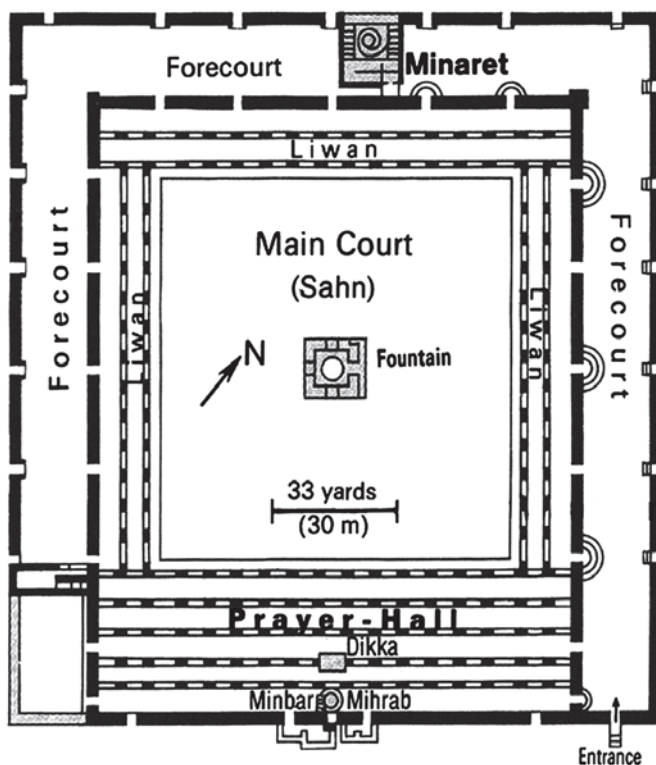 Forecourt
Minaret
Liwan
Forecourt
Liwan
Main Court
(Sahn)
Liwan
Forecourt
N
Fountain
33 yards
(30 m)
Prayer-Hall
Dikka
Minbar
Mihrab
Entrance